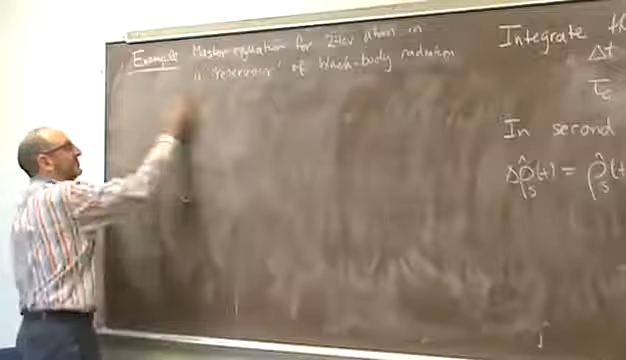 Example Master equation for 2-lev atom in
"reservoir" of black-body radiation
Integrate th
Δt
τc
In second
Δρ̂s(t) = ρ̂s(t